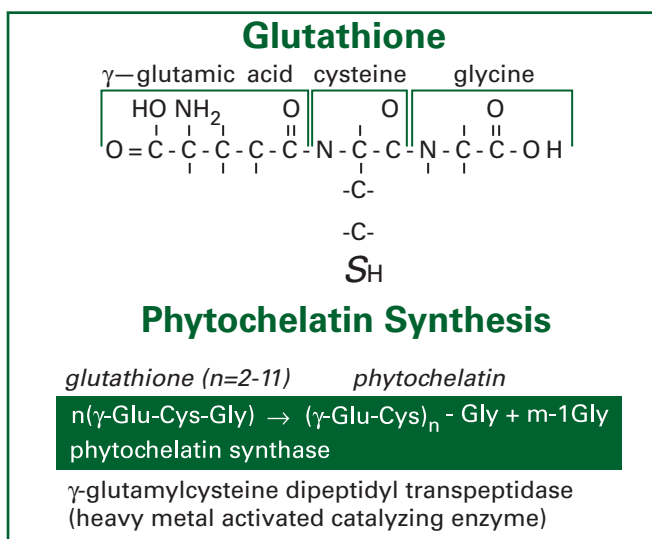 Glutathione
γ—glutamic acid cysteine glycine
HO NH₂ O O O
O = C - C - C - C - C - N - C - C - N - C - C - O H
-C-
-C-
SH
Phytochelatin Synthesis
glutathione (n=2-11) phytochelatin
n(γ-Glu-Cys-Gly) → (γ-Glu-Cys)n - Gly + m-1Gly
phytochelatin synthase
γ-glutamylcysteine dipeptidyl transpeptidase
(heavy metal activated catalyzing enzyme)